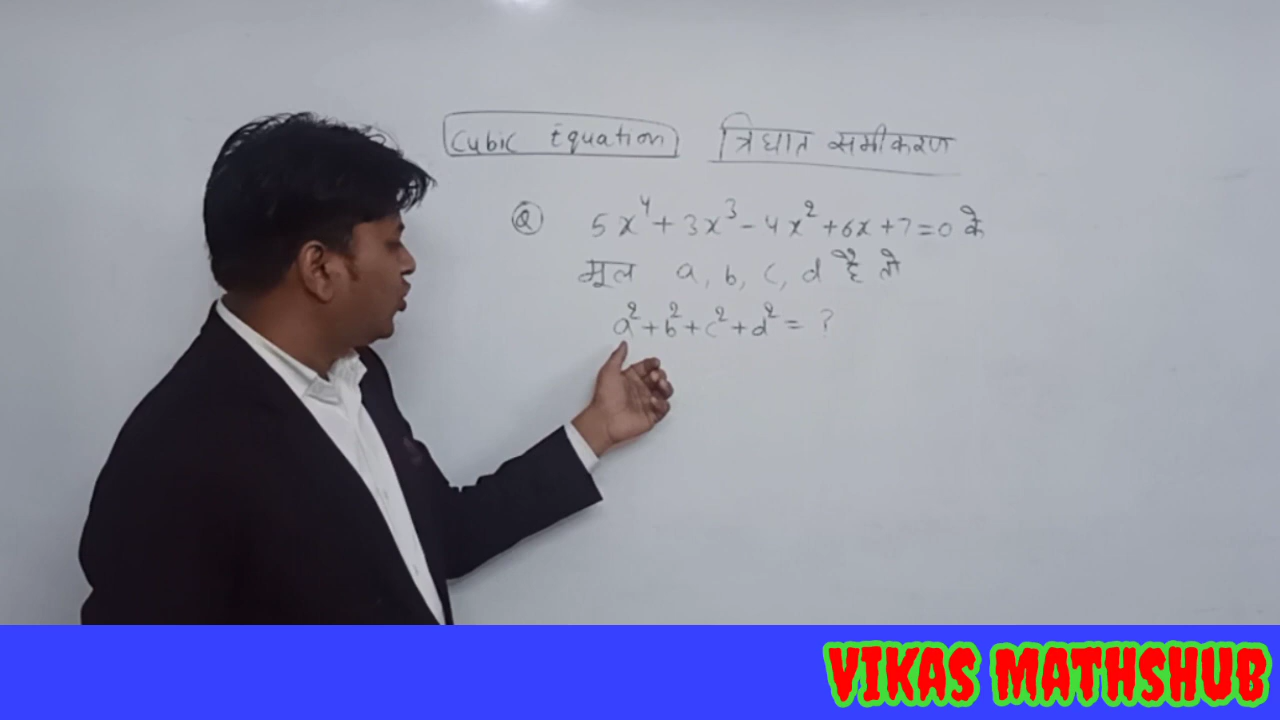 Cubic Equation त्रिघात समीकरण
Q 5x⁴ + 3x³ - 4x² + 6x + 7 = 0 के
मूल a, b, c, d है तो
a² + b² + c² + d² = ?
VIKAS MATHSHUB